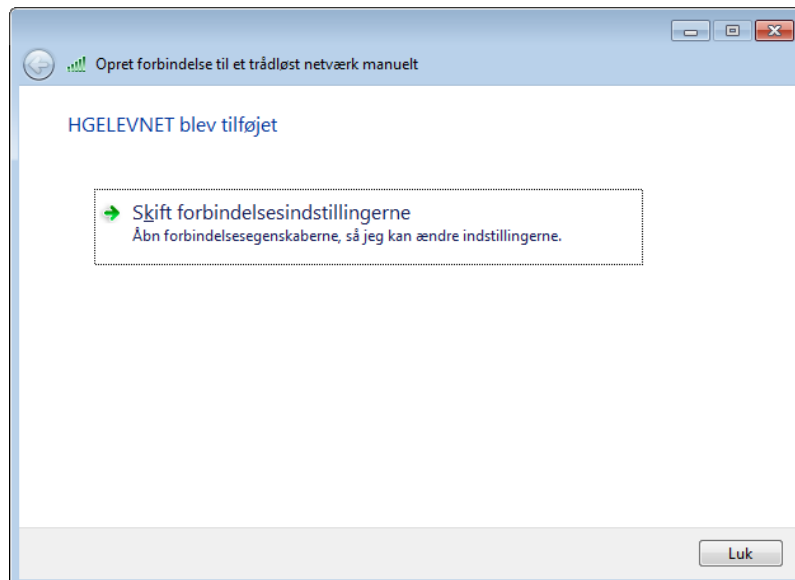 Opret forbindelse til et trådløst netværk manuelt
HGELEVNET blev tilføjet
Skift forbindelsesindstillingerne
Åbn forbindelsesegenskaberne, så jeg kan ændre indstillingerne.
Luk